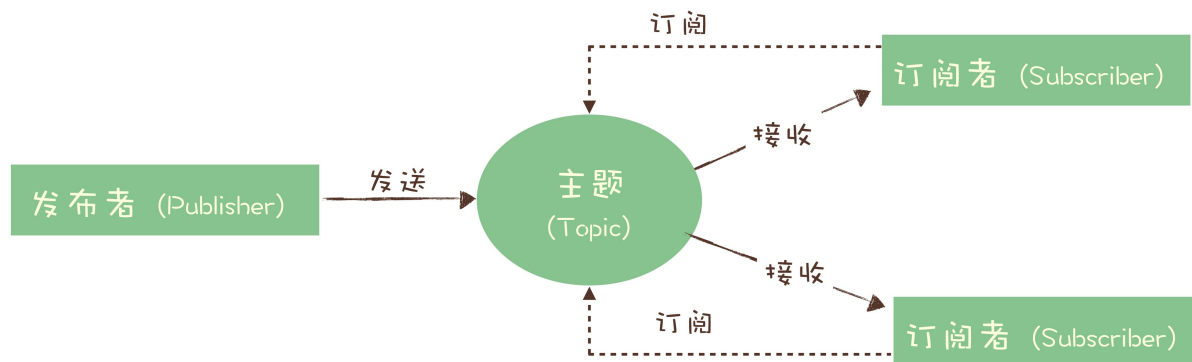 订阅
订阅者 (Subscriber)
接收
发送
主题
(Topic)
发布者 (Publisher)
接收
订阅
订阅者 (Subscriber)